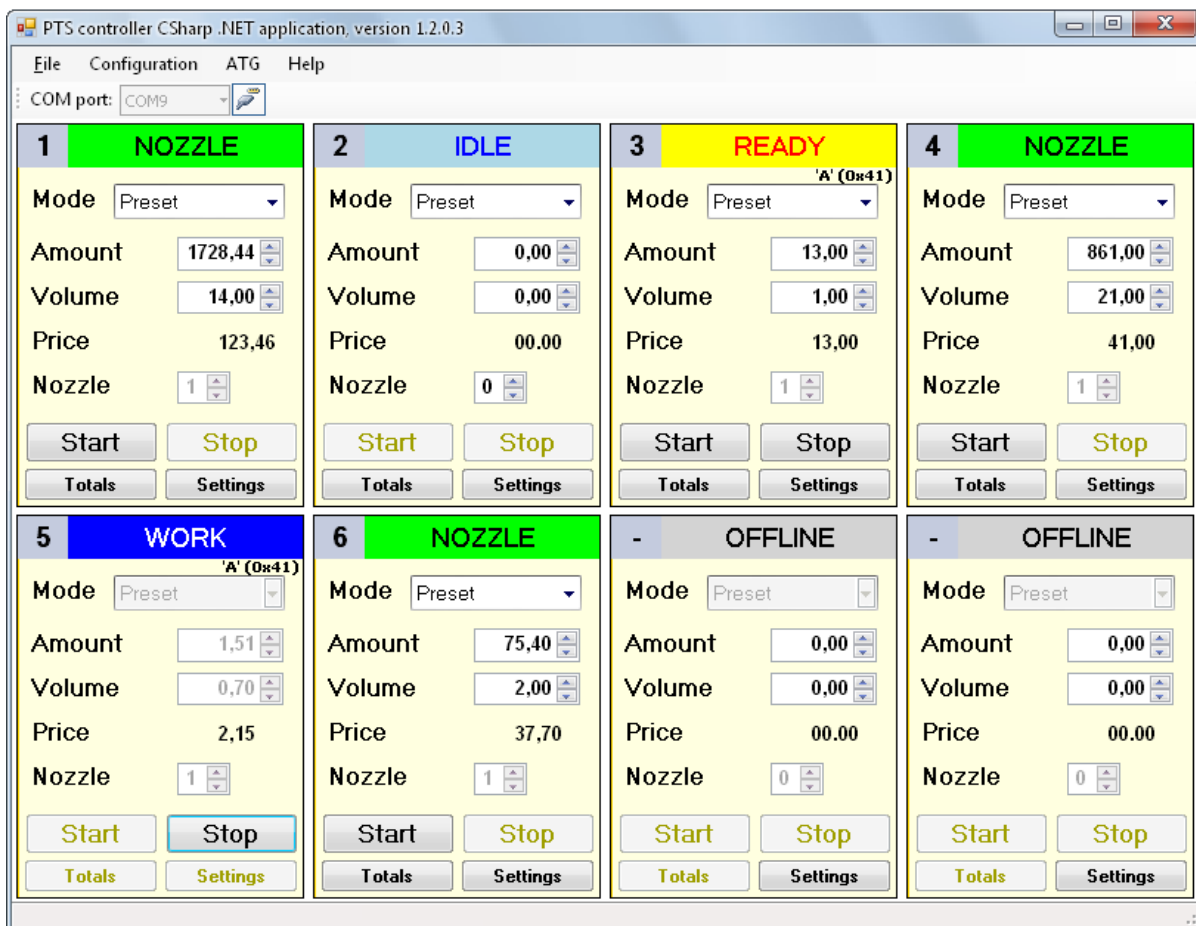 PTS controller CSharp .NET application, version 1.2.0.3
File Configuration ATG Help
COM port: COM9
1 NOZZLE 2 IDLE 3 READY 4 NOZZLE
'A' (0x41)
Mode Preset Mode Preset Mode Preset Mode Preset
Amount 1728,44 Amount 0,00 Amount 13,00 Amount 861,00
Volume 14,00 Volume 0,00 Volume 1,00 Volume 21,00
Price 123,46 Price 00.00 Price 13,00 Price 41,00
Nozzle 1 Nozzle 0 Nozzle 1 Nozzle 1
Start Stop Start Stop Start Stop Start Stop
Totals Settings Totals Settings Totals Settings Totals Settings
5 WORK 6 NOZZLE - OFFLINE - OFFLINE
'A' (0x41)
Mode Preset Mode Preset Mode Preset Mode Preset
Amount 1,51 Amount 75,40 Amount 0,00 Amount 0,00
Volume 0,70 Volume 2,00 Volume 0,00 Volume 0,00
Price 2,15 Price 37,70 Price 00.00 Price 00.00
Nozzle 1 Nozzle 1 Nozzle 0 Nozzle 0
Start Stop Start Stop Start Stop Start Stop
Totals Settings Totals Settings Totals Settings Totals Settings